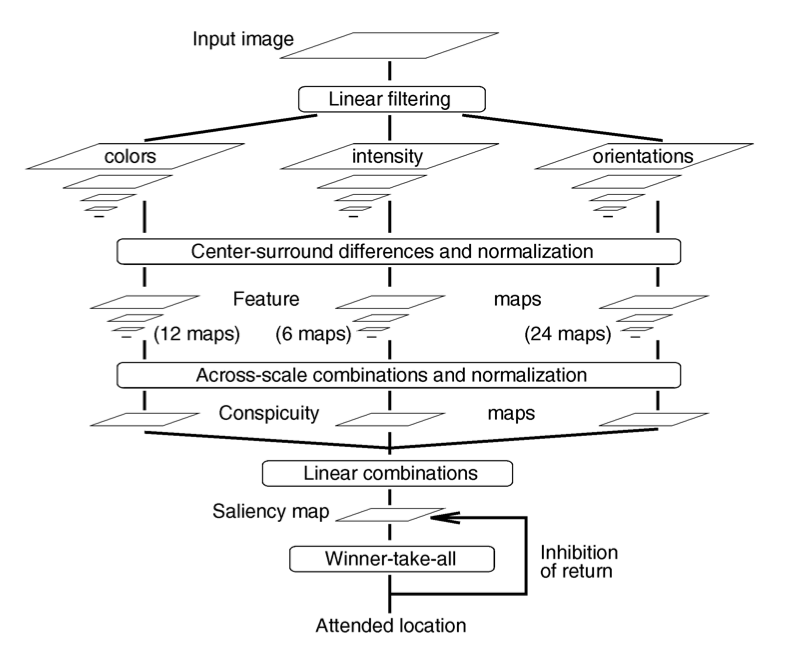 Input image
Linear filtering
colors
intensity
orientations
Center-surround differences and normalization
Feature maps
(12 maps)
(6 maps)
(24 maps)
Across-scale combinations and normalization
Conspicuity maps
Linear combinations
Saliency map
Winner-take-all
Inhibition
of return
Attended location